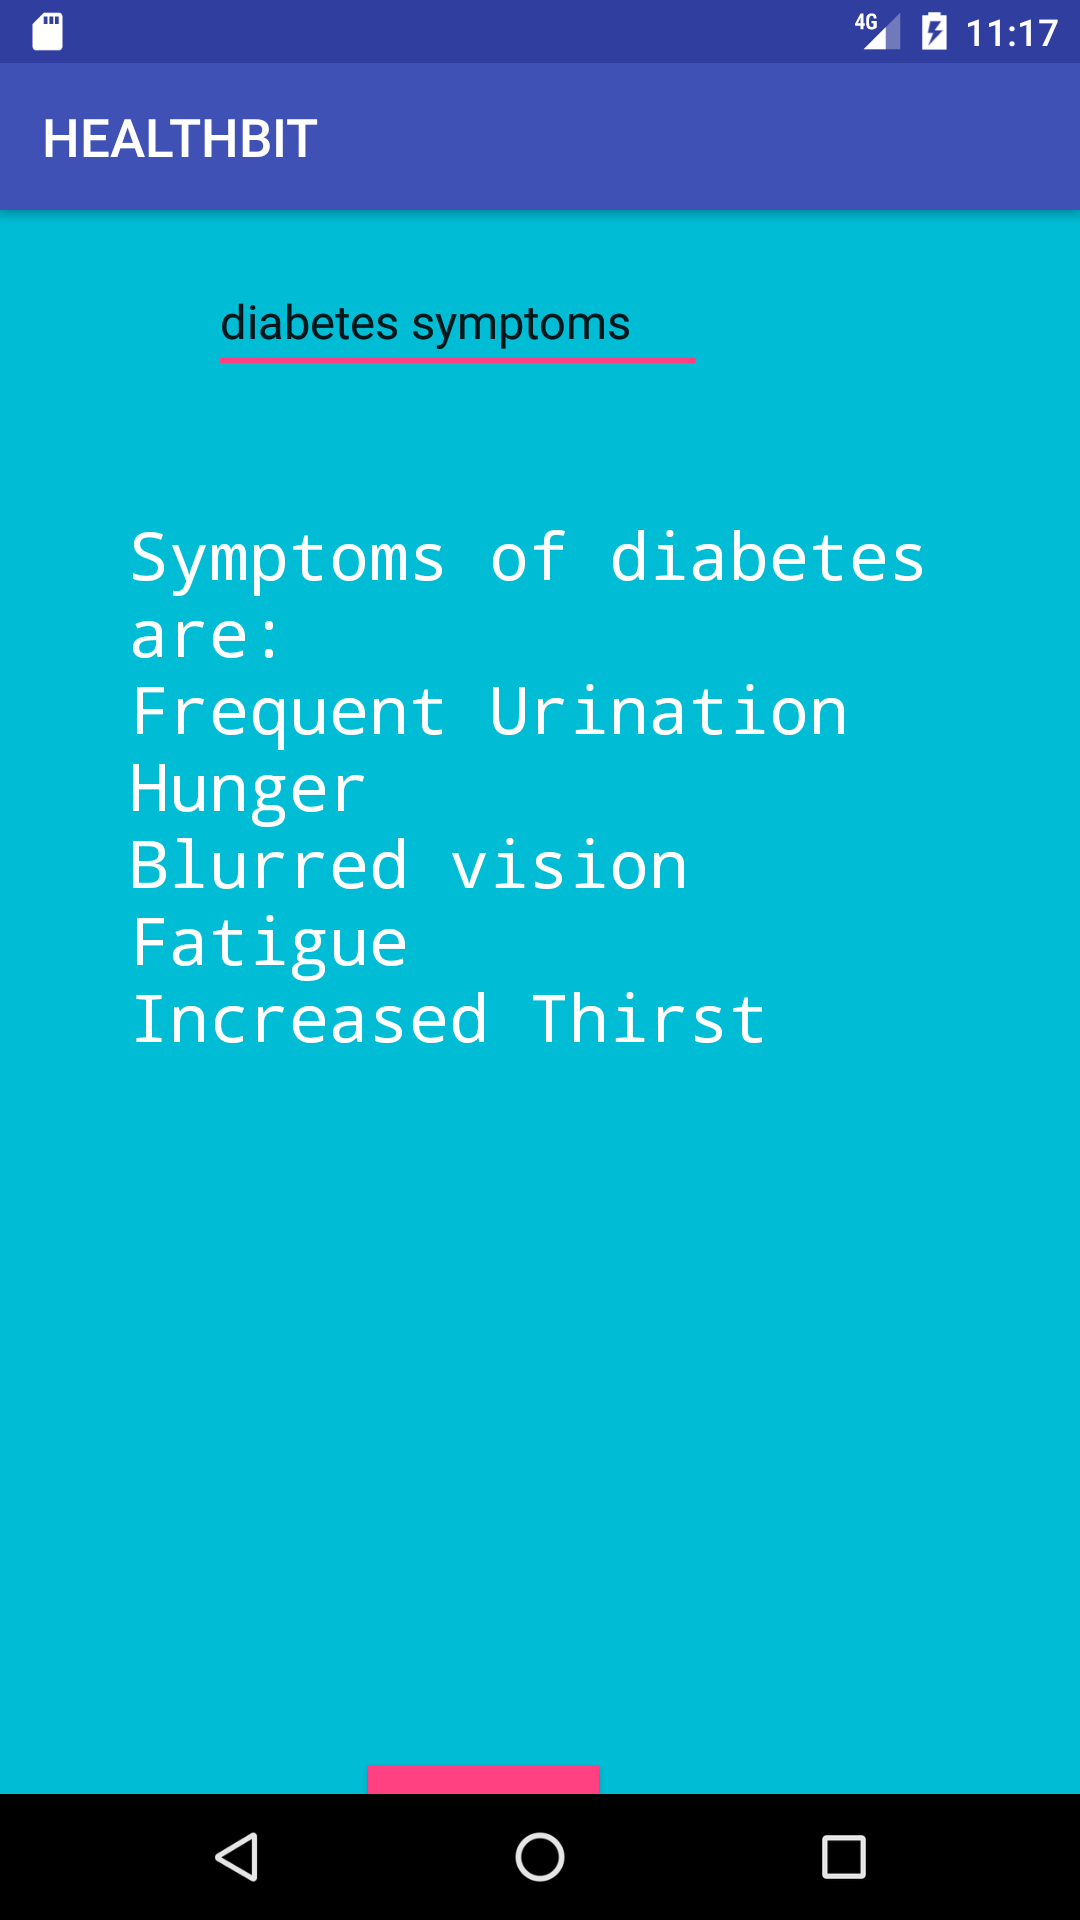 4G 11:17
HEALTHBIT
diabetes symptoms
Symptoms of diabetes
are:
Frequent Urination
Hunger
Blurred vision
Fatigue
Increased Thirst